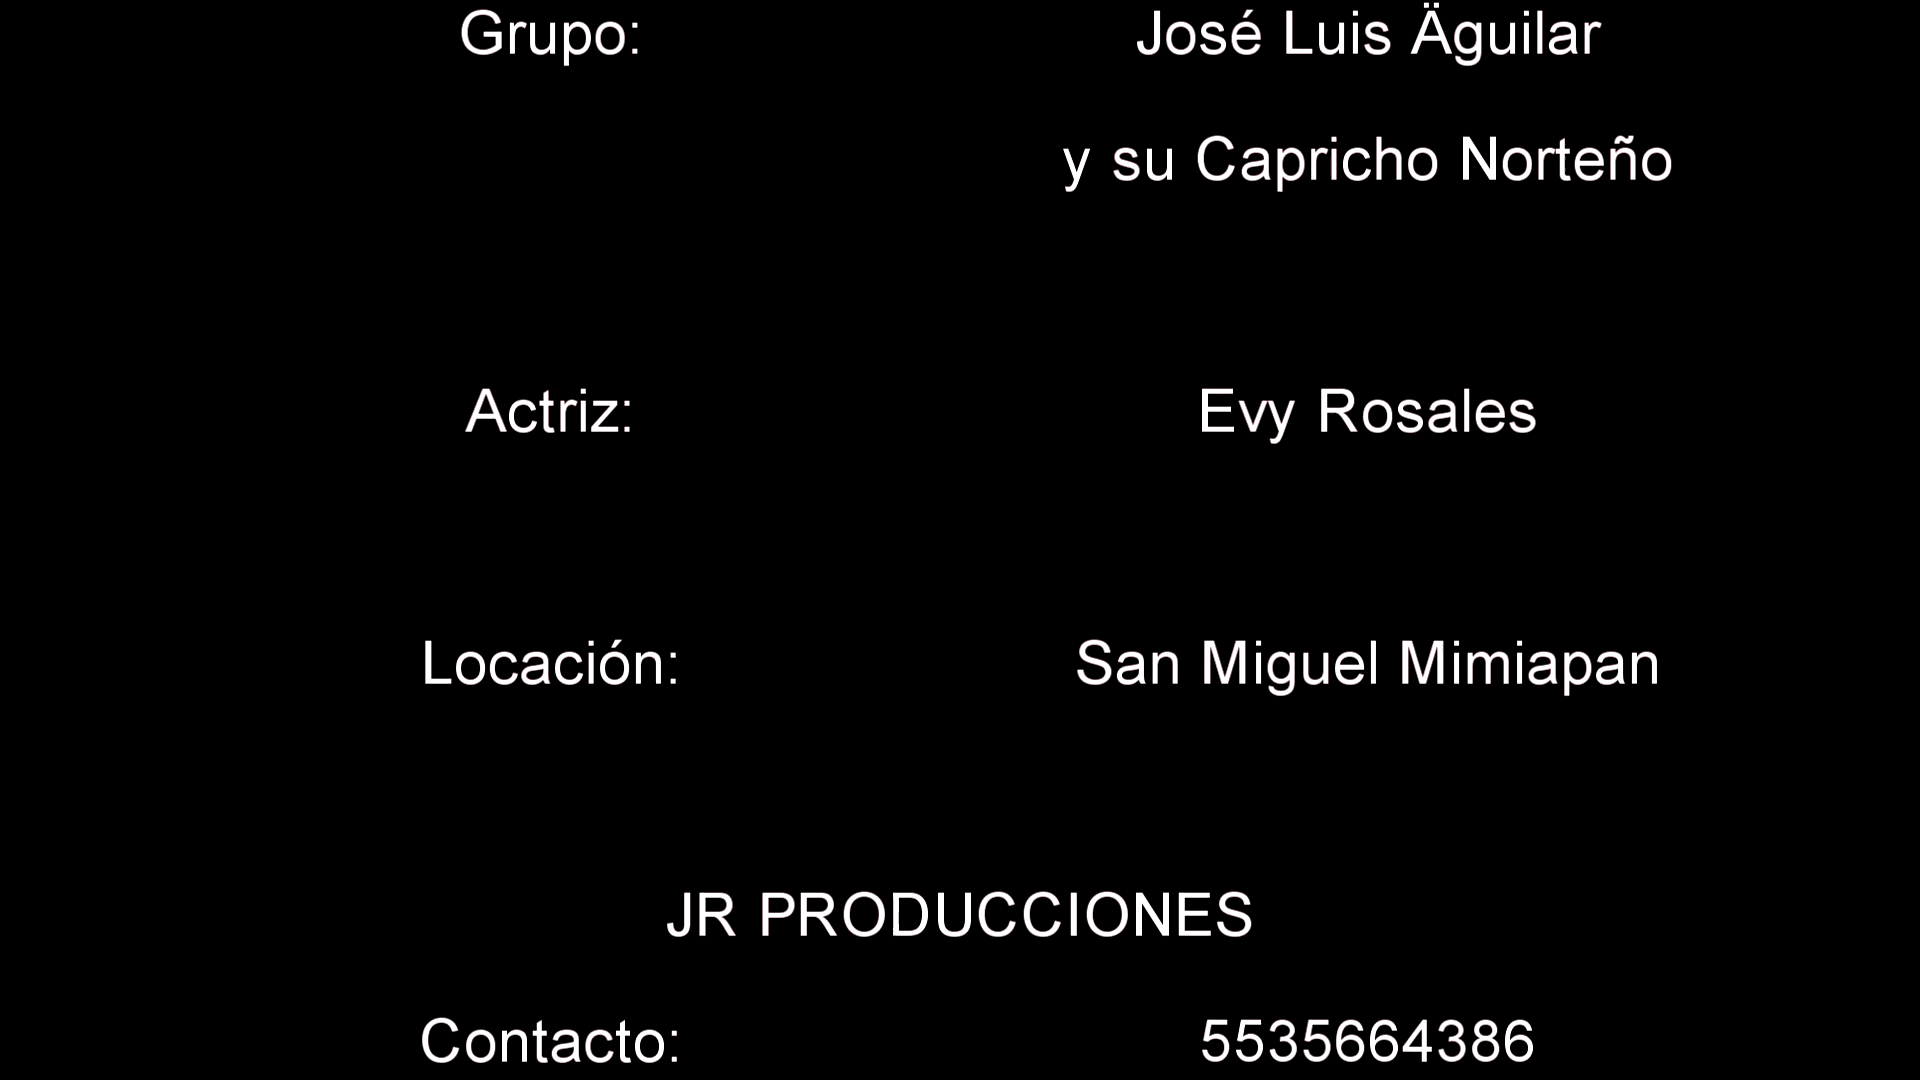 Grupo: José Luis Äguilar
y su Capricho Norteño
Actriz: Evy Rosales
Locación: San Miguel Mimiapan
JR PRODUCCIONES
Contacto: 5535664386